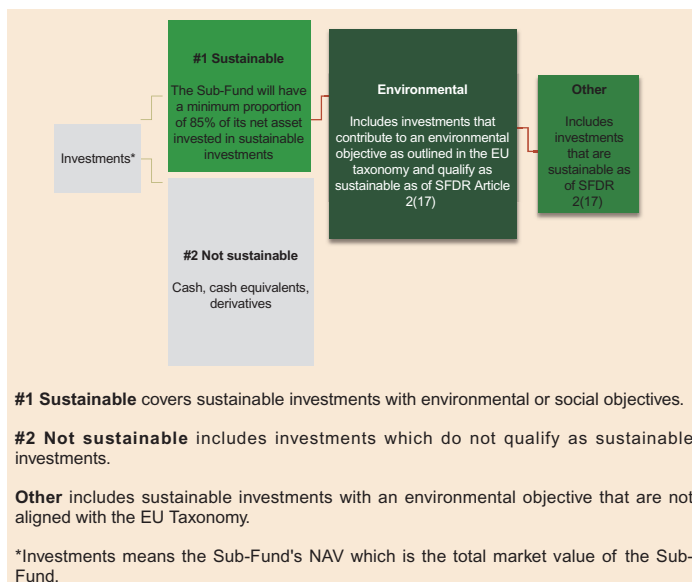 #1 Sustainable
The Sub-Fund will have
a minimum proportion
of 85% of its net asset
invested in sustainable
investments
Environmental
Includes investments that
contribute to an environmental
objective as outlined in the EU
taxonomy and qualify as
sustainable as of SFDR Article
2(17)
Other
Includes
investments
that are
sustainable as
of SFDR
2(17)
Investments*
#2 Not sustainable
Cash, cash equivalents,
derivatives
#1 Sustainable covers sustainable investments with environmental or social objectives.
#2 Not sustainable includes investments which do not qualify as sustainable
investments.
Other includes sustainable investments with an environmental objective that are not
aligned with the EU Taxonomy.
*Investments means the Sub-Fund's NAV which is the total market value of the Sub-
Fund.